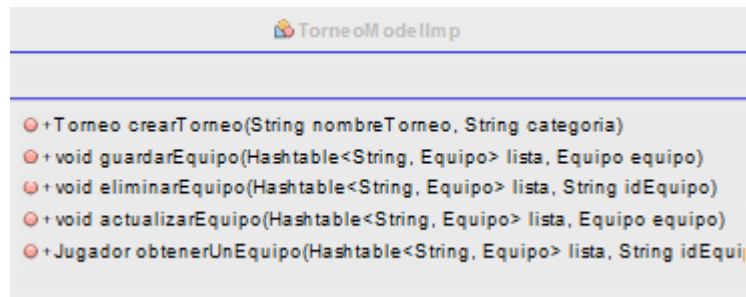 TorneoModelImp
+Torneo crearTorneo(String nombreTorneo, String categoria)
+void guardarEquipo(Hashtable<String, Equipo> lista, Equipo equipo)
+void eliminarEquipo(Hashtable<String, Equipo> lista, String idEquipo)
+void actualizarEquipo(Hashtable<String, Equipo> lista, Equipo equipo)
+Jugador obtenerUnEquipo(Hashtable<String, Equipo> lista, String idEqui